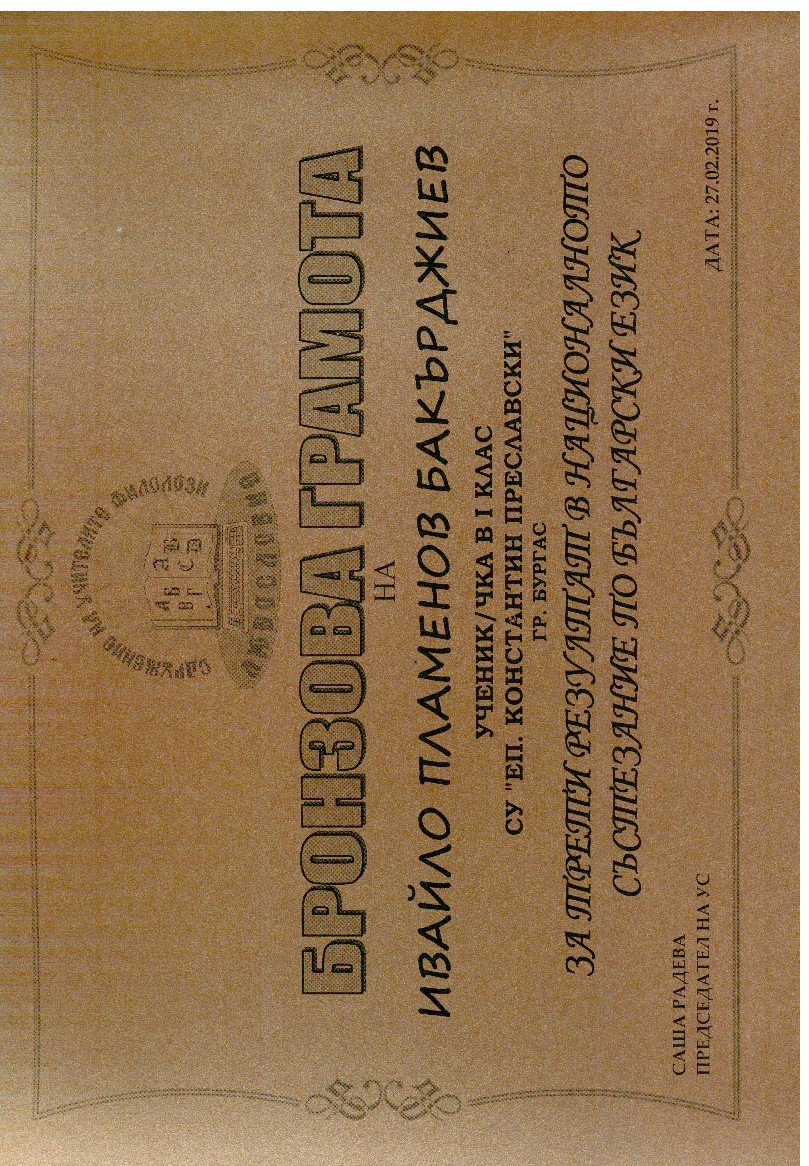 СДРУЖЕНИЕ НА УЧИТЕЛИТЕ ФИЛОЛОЗИ
БРОНЗОВА ГРАМОТА
НА
ИВАЙЛО ПЛАМЕНОВ БАКЪРДЖИЕВ
УЧЕНИК/ЧКА В I КЛАС
СУ "ЕП. КОНСТАНТИН ПРЕСЛАВСКИ"
ГР. БУРГАС
ЗА ТРЕТИ РЕЗУЛТАТ В НАЦИОНАЛНОТО
СЪСТЕЗАНИЕ ПО БЪЛГАРСКИ ЕЗИК
САША РАДЕВА
ПРЕДСЕДАТЕЛ НА УС
ДАТА: 27.02.2019 г.